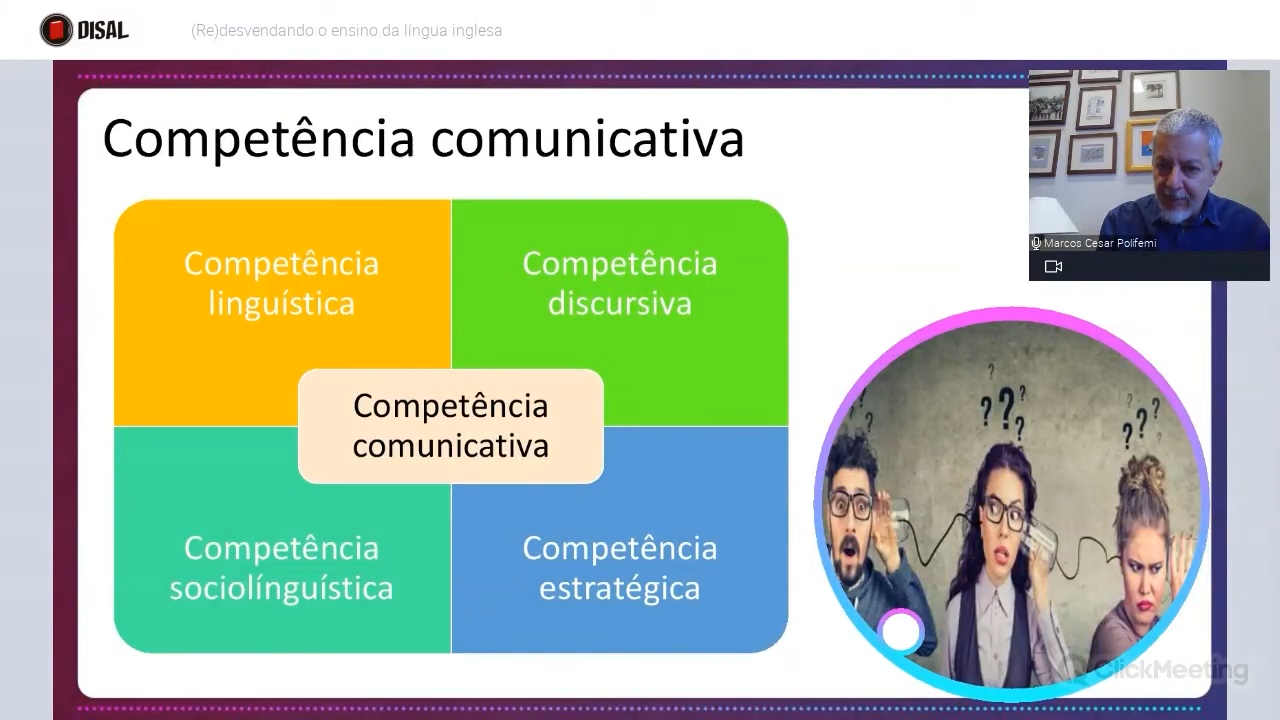 DISAL
(Re)desvendando o ensino da língua inglesa
Competência comunicativa
Marcos Cesar Polifemi
Competência
linguística
Competência
discursiva
Competência
comunicativa
Competência
sociolínguística
Competência
estratégica
? ? ? ?
? ? ? ? ?
? ? ? ?
ClickMeeting